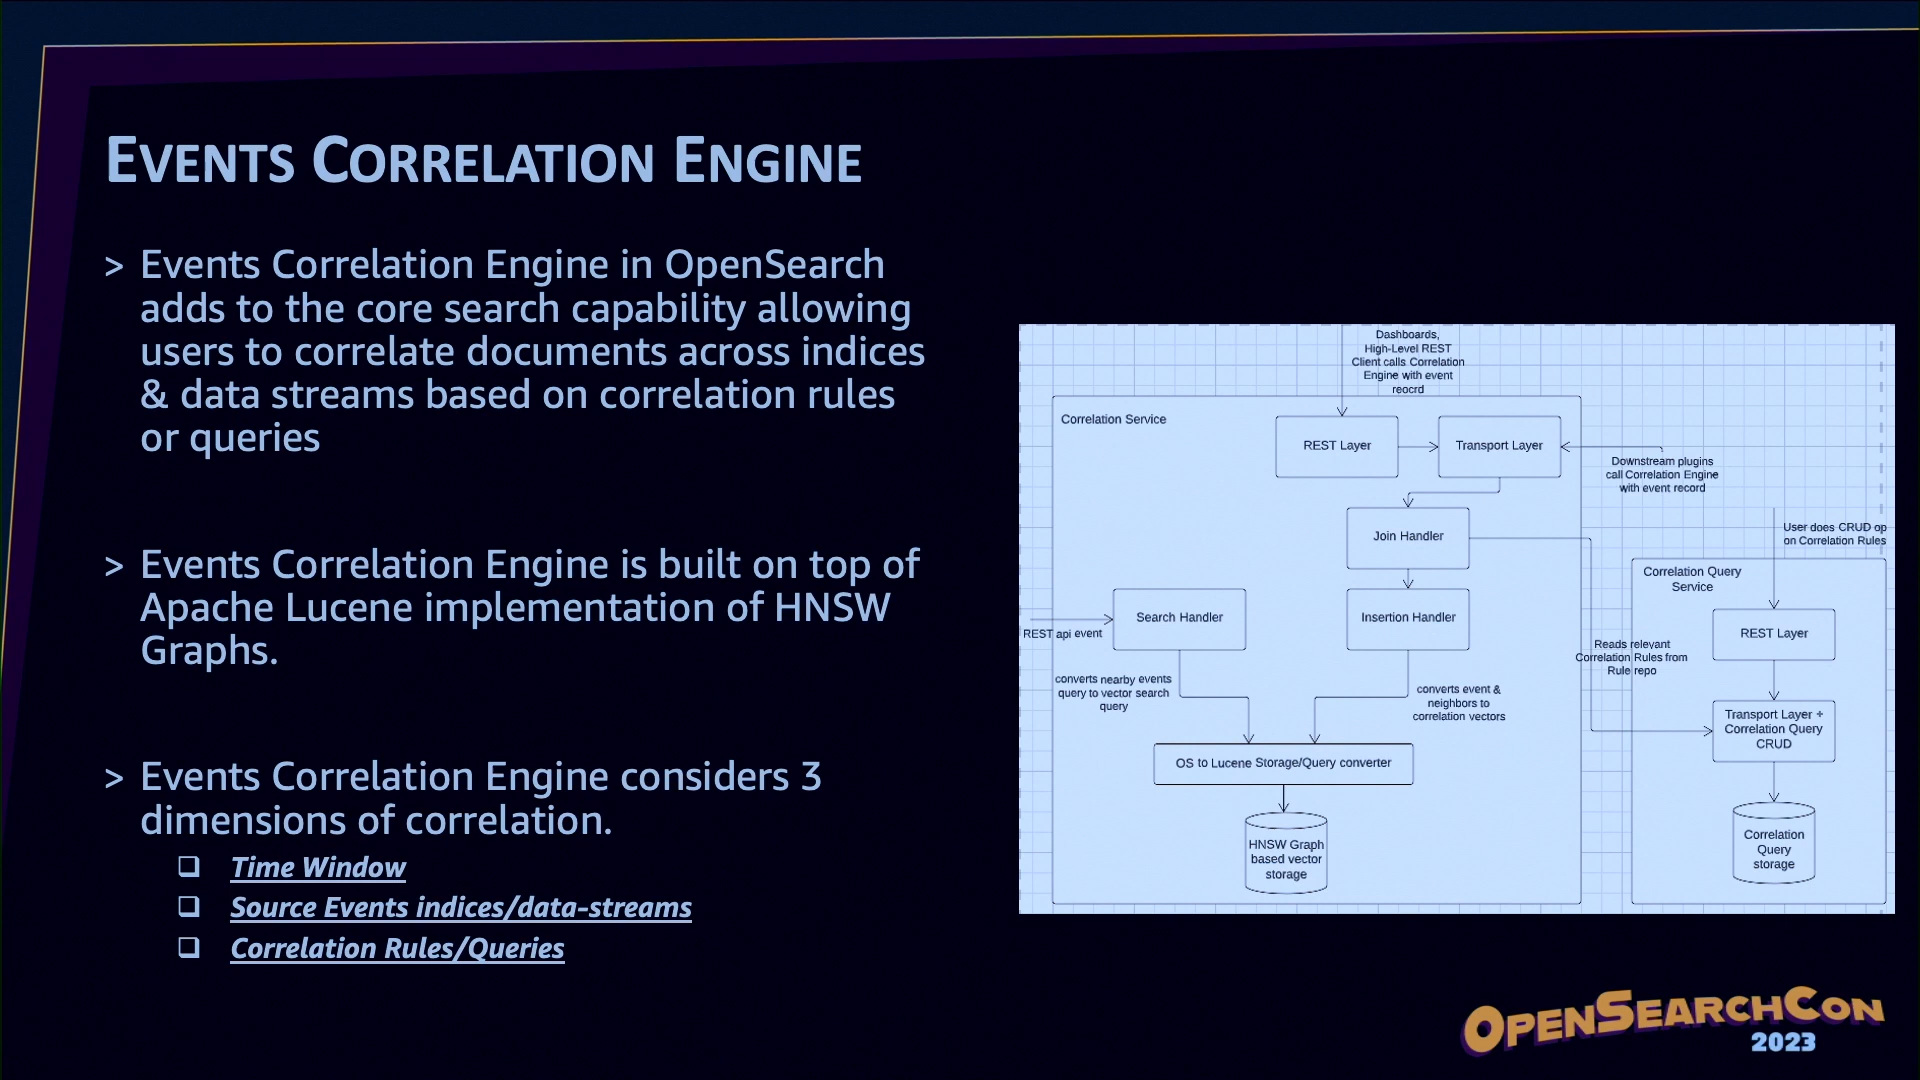 EVENTS CORRELATION ENGINE
> Events Correlation Engine in OpenSearch
adds to the core search capability allowing
users to correlate documents across indices
& data streams based on correlation rules
or queries
> Events Correlation Engine is built on top of
Apache Lucene implementation of HNSW
Graphs.
> Events Correlation Engine considers 3
dimensions of correlation.
❑ Time Window
❑ Source Events indices/data-streams
❑ Correlation Rules/Queries
Dashboards,
High-Level REST
Client calls Correlation
Engine with event
reocrd
Correlation Service
REST Layer
Transport Layer
Downstream plugins
call Correlation Engine
with event record
Join Handler
User does CRUD op
on Correlation Rules
Correlation Query
Service
Search Handler
Insertion Handler
REST api event
REST Layer
Reads relevant
Correlation Rules from
Rule repo
converts nearby events
query to vector search
query
converts event &
neighbors to
correlation vectors
Transport Layer +
Correlation Query
CRUD
OS to Lucene Storage/Query converter
HNSW Graph
based vector
storage
Correlation
Query
storage
OPENSEARCHCON
2023